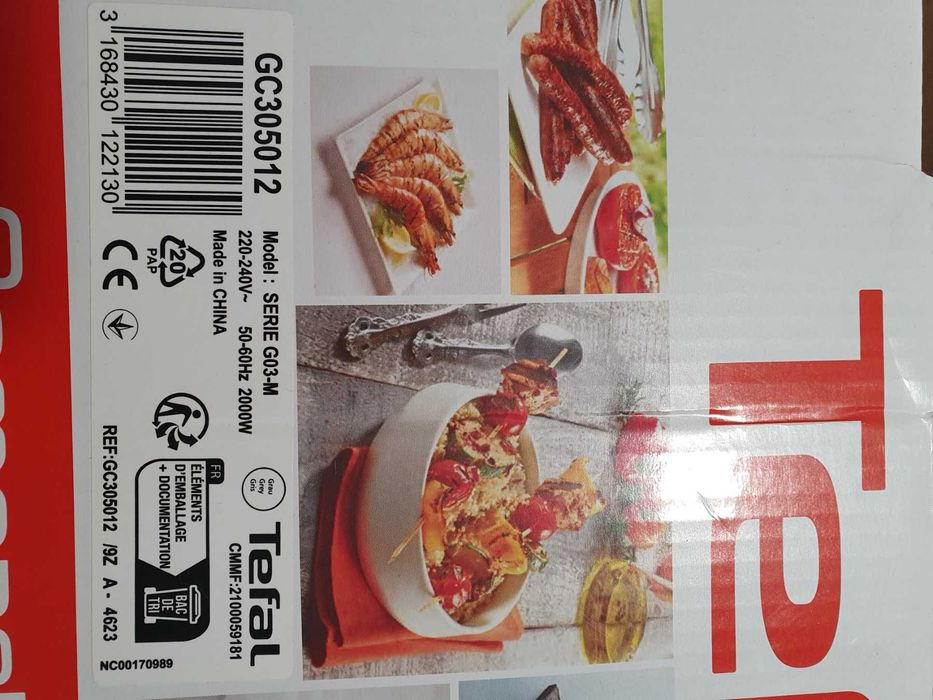 GC305012
3 168430 122130
Model : SERIE G03-M
220-240V~ 50-60Hz 2000W
Made in CHINA
20
PAP
CE
Grau
Grey
Gris
Tefal
CMMF:2100059181
FR
ÉLÉMENTS
D'EMBALLAGE
+ DOCUMENTATION
BAC
DE
TRI
REF:GC305012 /9Z A - 4623
NC00170989